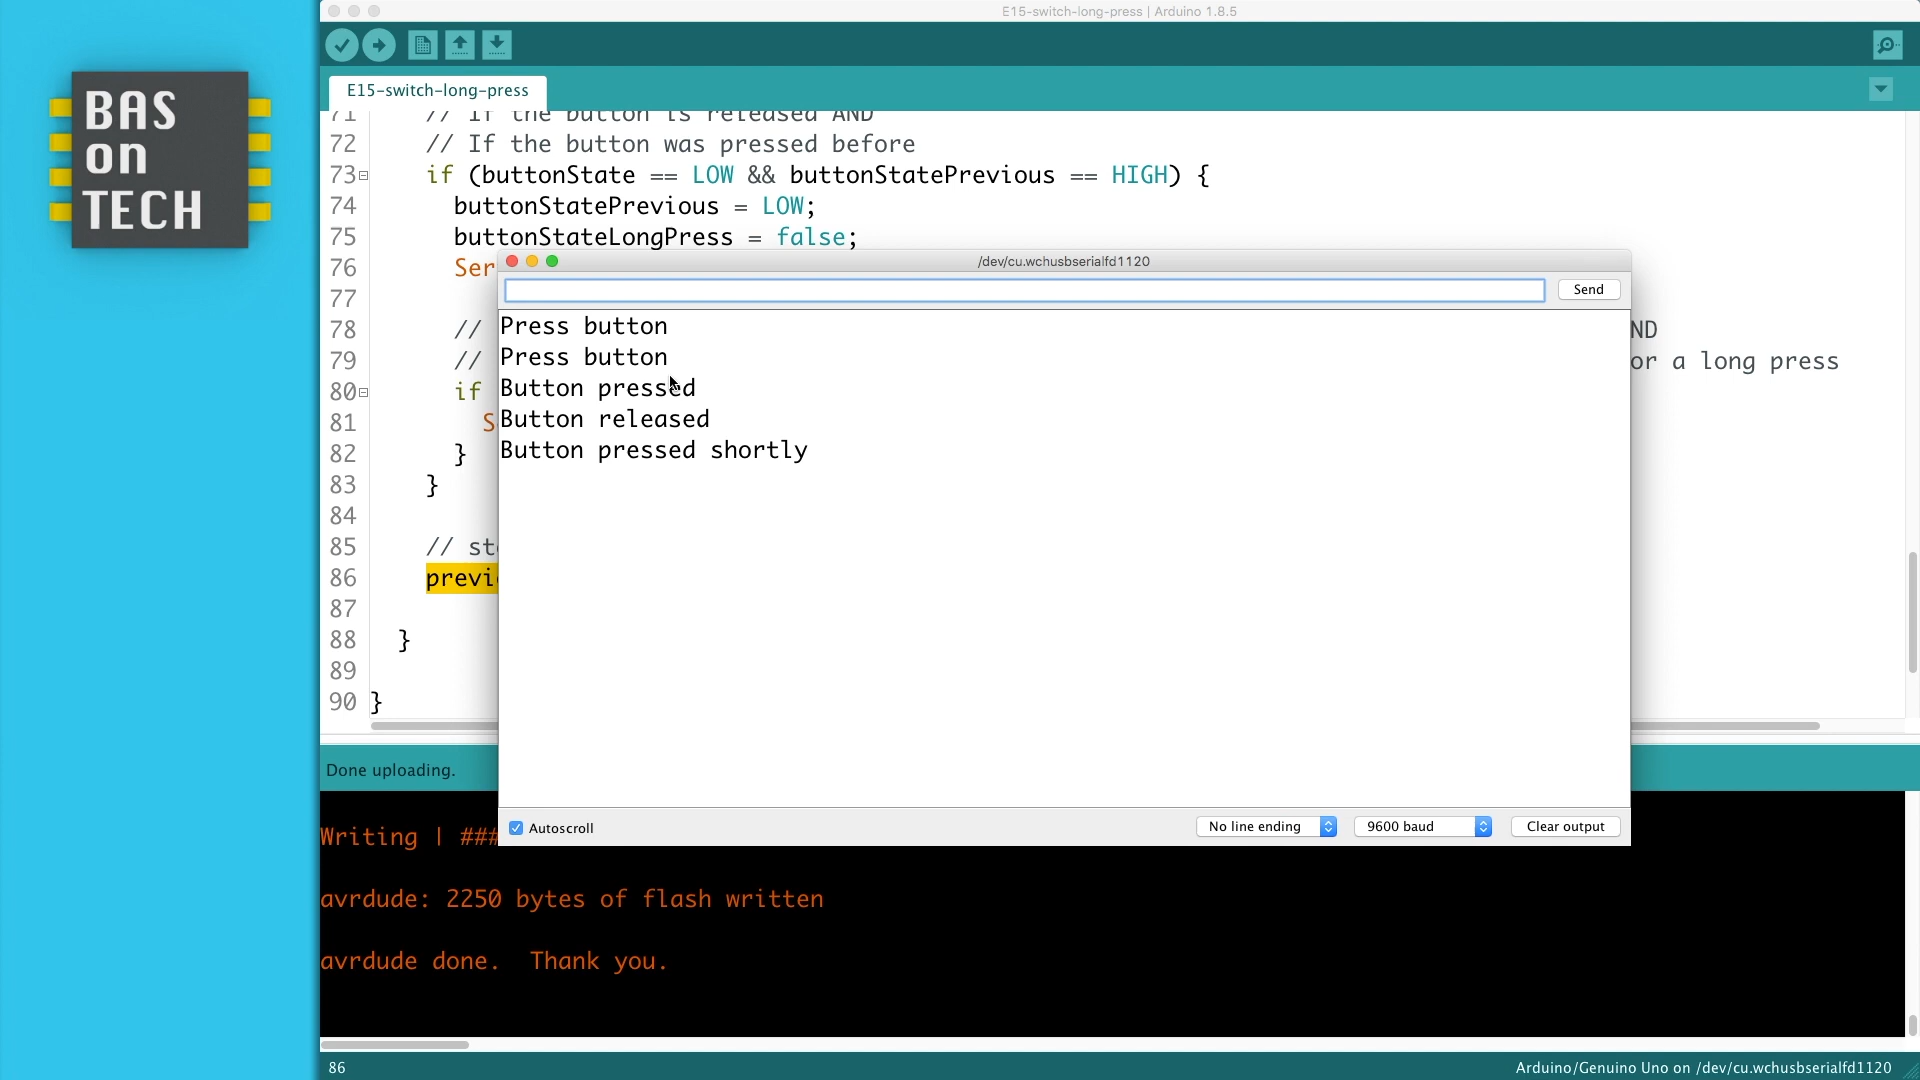 E15-switch-long-press | Arduino 1.8.5
BAS
on
TECH
E15-switch-long-press
71 // If the button is released AND
72 // If the button was pressed before
73 if (buttonState == LOW && buttonStatePrevious == HIGH) {
74 buttonStatePrevious = LOW;
75 buttonStateLongPress = false;
76 Ser
77
78 // ND
79 // or a long press
80 if
81 S
82 }
83 }
84
85 // sto
86 previo
87
88 }
89
90 }
/dev/cu.wchusbserialfd1120
Send
Press button
Press button
Button pressed
Button released
Button pressed shortly
Autoscroll
No line ending
9600 baud
Clear output
Done uploading.
Writing | ###
avrdude: 2250 bytes of flash written
avrdude done. Thank you.
86
Arduino/Genuino Uno on /dev/cu.wchusbserialfd1120